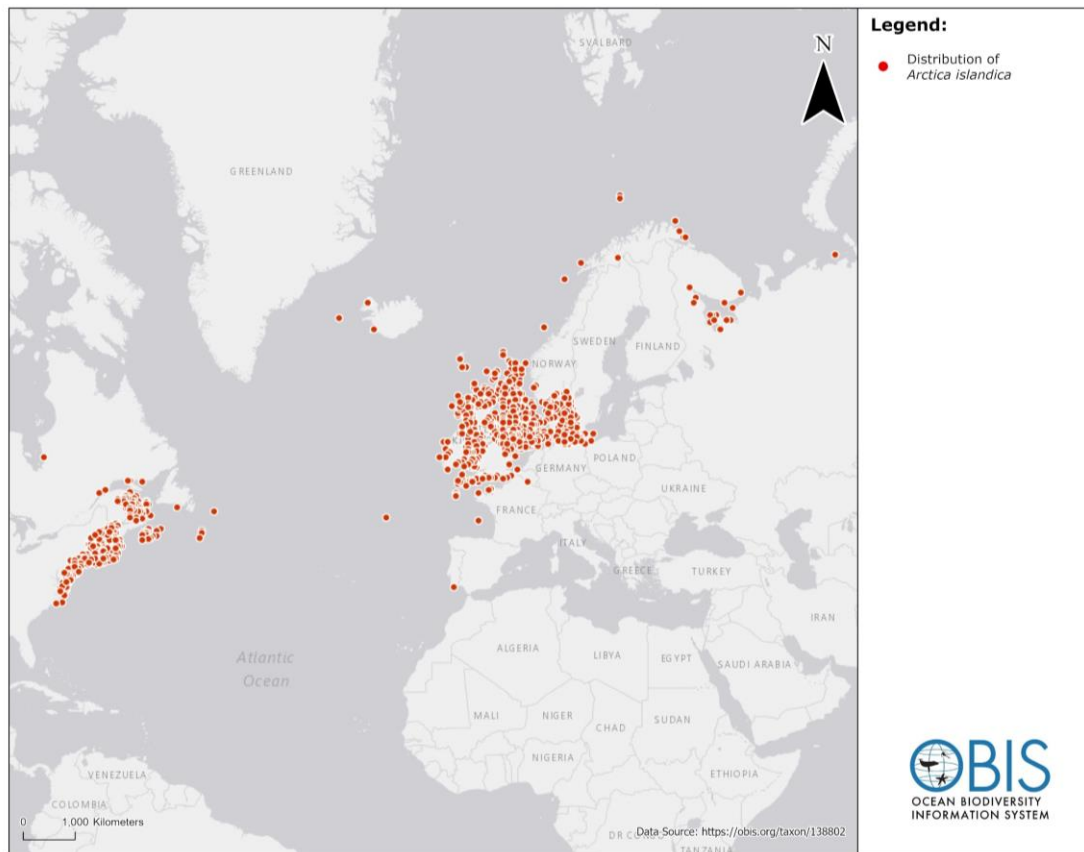 Legend:
Distribution of
Arctica islandica
N
SVALBARD
GREENLAND
SWEDEN
FINLAND
NORWAY
POLAND
GERMANY
UKRAINE
FRANCE
ITALY
GREECE
TURKEY
IRAN
ALGERIA
LIBYA
EGYPT
SAUDI ARABIA
Atlantic
Ocean
MALI
NIGER
CHAD
SUDAN
NIGERIA
ETHIOPIA
VENEZUELA
COLOMBIA
0 1,000 Kilometers
Data Source: https://obis.org/taxon/138802
TANZANIA
OBIS
OCEAN BIODIVERSITY
INFORMATION SYSTEM